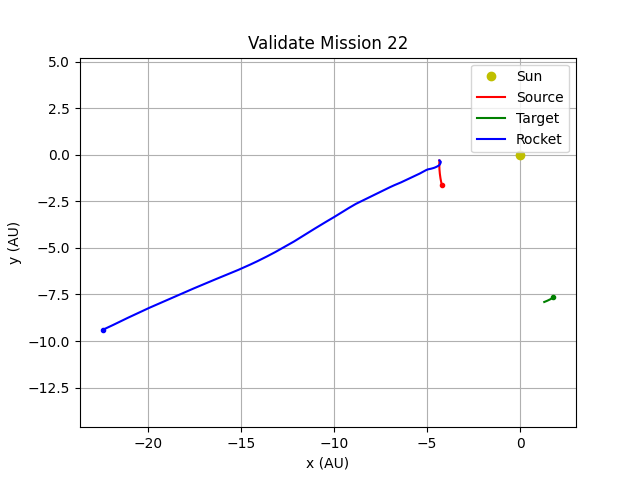 Validate Mission 22
5.0
2.5
0.0
−2.5
−5.0
−7.5
−10.0
−12.5
y (AU)
−20
−15
−10
−5
0
x (AU)
Sun
Source
Target
Rocket